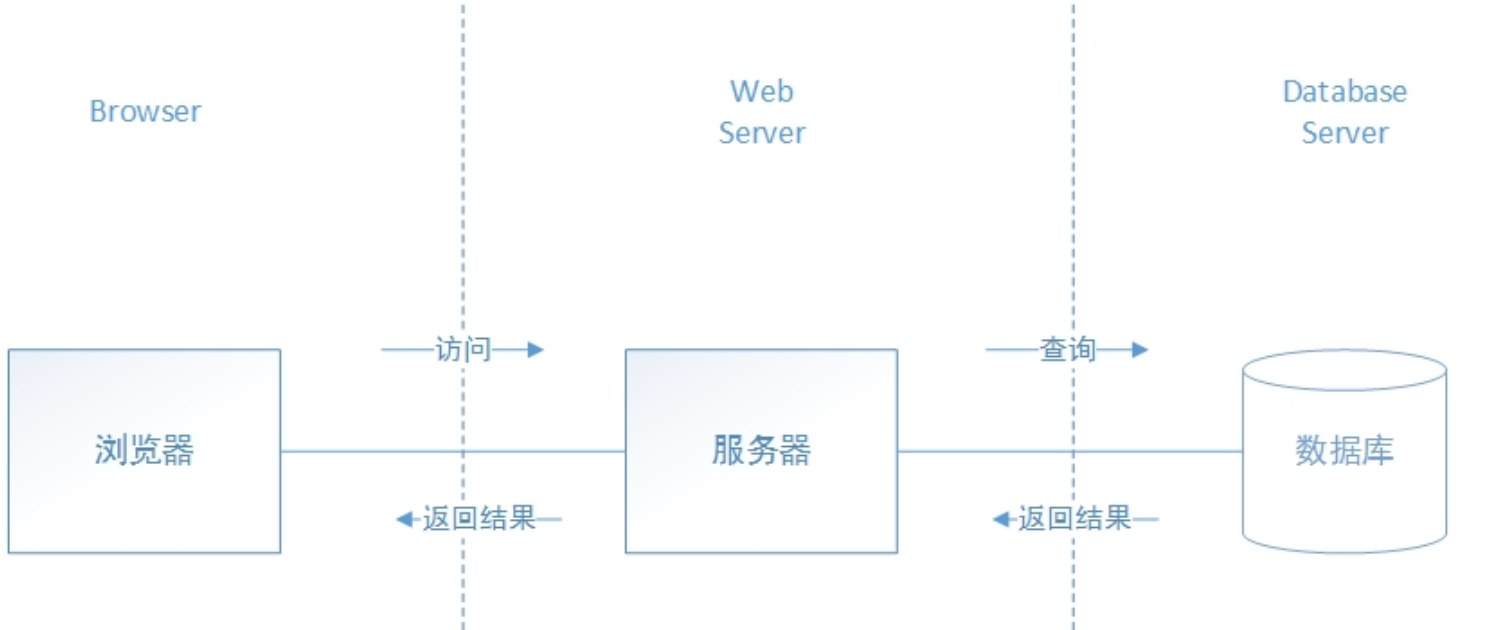 Browser
Web
Server
Database
Server
访问
查询
浏览器
服务器
数据库
返回结果
返回结果